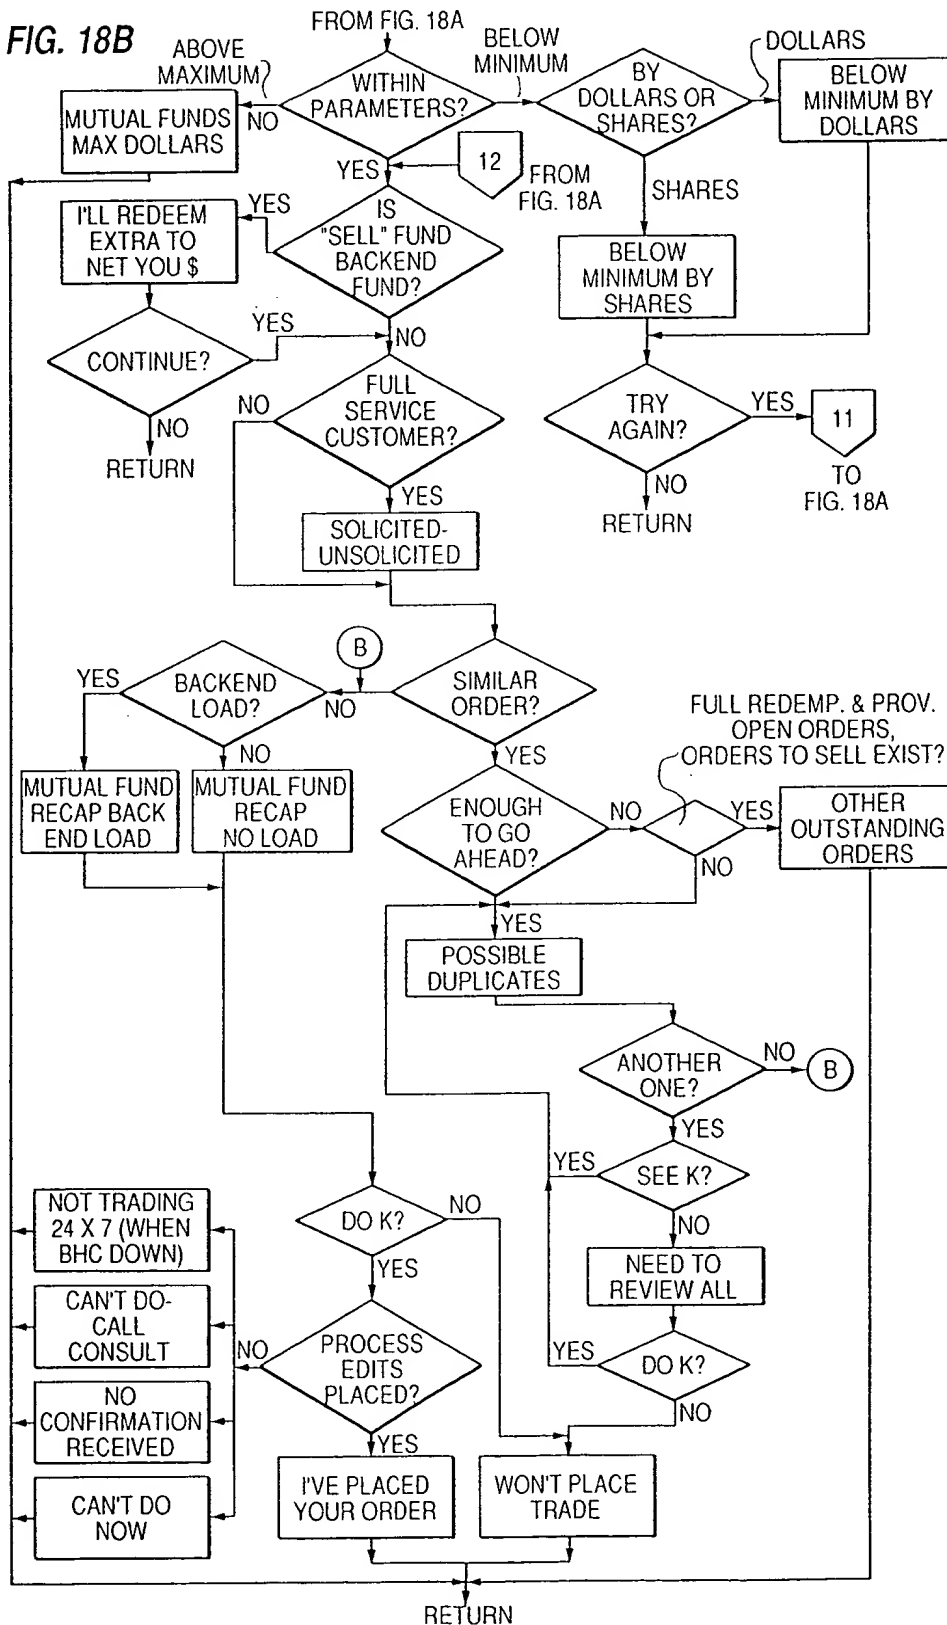 FIG. 18B
FROM FIG. 18A
ABOVE
MAXIMUM
BELOW
MINIMUM
DOLLARS
WITHIN
PARAMETERS?
BY
DOLLARS OR
SHARES?
BELOW
MINIMUM BY
DOLLARS
NO
MUTUAL FUNDS
MAX DOLLARS
YES
12
FROM
FIG. 18A
SHARES
I'LL REDEEM
EXTRA TO
NET YOU $
YES
IS
"SELL" FUND
BACKEND
FUND?
BELOW
MINIMUM BY
SHARES
YES
NO
CONTINUE?
NO
RETURN
NO
FULL
SERVICE
CUSTOMER?
TRY
AGAIN?
YES
11
TO
FIG. 18A
NO
RETURN
YES
SOLICITED-
UNSOLICITED
B
YES
BACKEND
LOAD?
NO
SIMILAR
ORDER?
FULL REDEMP. & PROV.
OPEN ORDERS,
ORDERS TO SELL EXIST?
NO
YES
MUTUAL FUND
RECAP BACK
END LOAD
MUTUAL FUND
RECAP
NO LOAD
ENOUGH
TO GO
AHEAD?
NO
YES
OTHER
OUTSTANDING
ORDERS
NO
YES
POSSIBLE
DUPLICATES
ANOTHER
ONE?
NO
B
YES
YES
SEE K?
NO
NOT TRADING
24 X 7 (WHEN
BHC DOWN)
DO K?
NO
YES
NEED TO
REVIEW ALL
CAN'T DO-
CALL
CONSULT
NO
PROCESS
EDITS
PLACED?
YES
DO K?
NO
NO
CONFIRMATION
RECEIVED
YES
I'VE PLACED
YOUR ORDER
WON'T PLACE
TRADE
CAN'T DO
NOW
RETURN